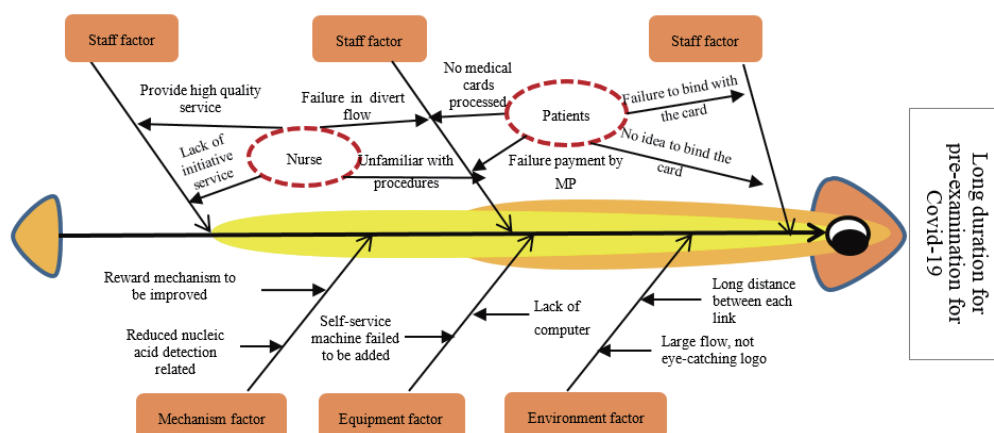 Staff factor
Staff factor
Staff factor
Provide high quality
service
Lack of
initiative
service
Nurse
Failure in divert
flow
Unfamiliar with
procedures
No medical
cards
processed
Patients
Failure payment by
MP
Failure to bind with
the card
No idea to bind the
card
Long duration for
pre-examination for
Covid-19
Reward mechanism to
be improved
Reduced nucleic
acid detection
related
Self-service
machine failed
to be added
Lack of
computer
Long distance
between each
link
Large flow, not
eye-catching logo
Mechanism factor
Equipment factor
Environment factor